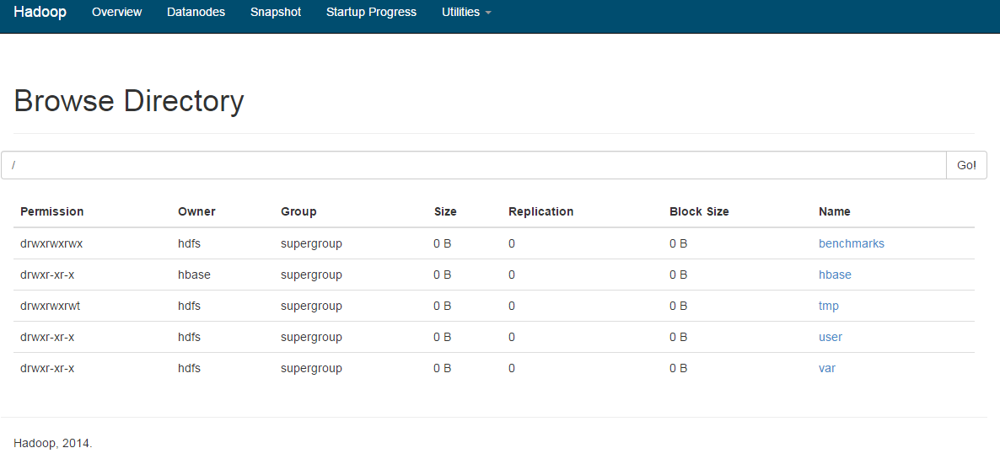 Hadoop Overview Datanodes Snapshot Startup Progress Utilities
Browse Directory
/ Go!
Permission Owner Group Size Replication Block Size Name
drwxrwxrwx hdfs supergroup 0 B 0 0 B benchmarks
drwxr-xr-x hbase supergroup 0 B 0 0 B hbase
drwxrwxrwt hdfs supergroup 0 B 0 0 B tmp
drwxr-xr-x hdfs supergroup 0 B 0 0 B user
drwxr-xr-x hdfs supergroup 0 B 0 0 B var
Hadoop, 2014.